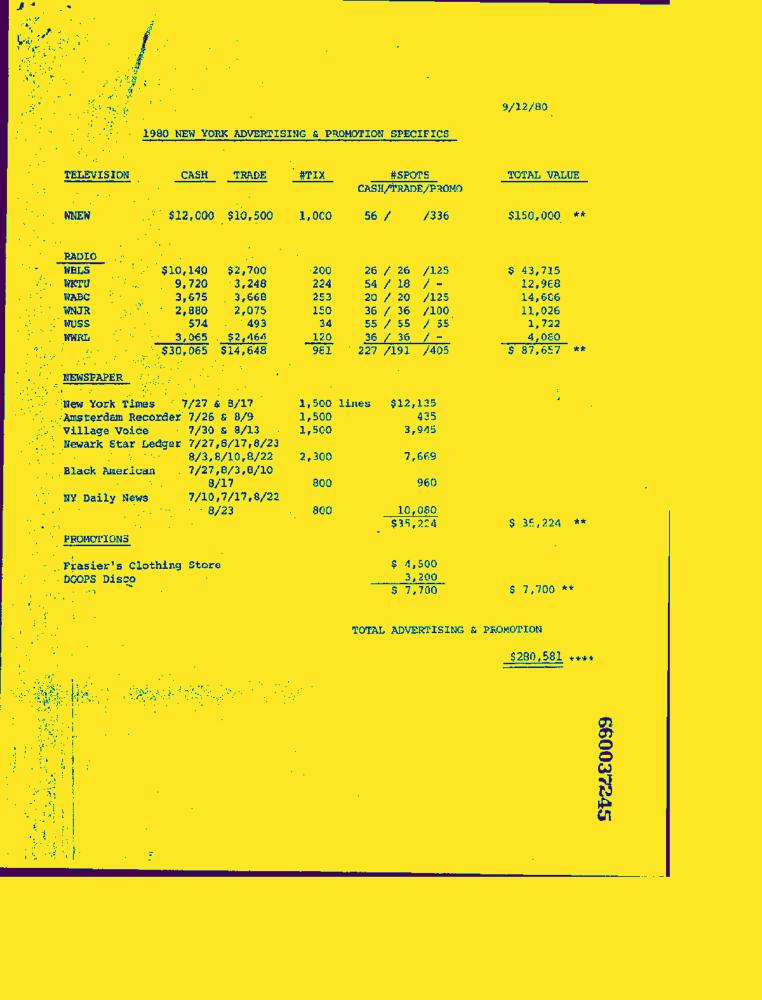 9/12/80
1980 NEW YORK ADVERTISING & PROMOTION SPECIFICS
TELEVISION CASH TRADE #TIX #SPOTS TOTAL VALUE
CASH/TRADE/PROMO
WNEW $12,000 $10,500 1,000 56 / /336 $150,000 **
RADIO
WBLS $10,140 $2,700 200 26 / 26 /125 $ 43,715
WKTU 9,720 3,248 224 54 / 18 / - 12,968
WABC 3,675 3,668 253 20 / 20 /125 14,606
WNJR 2,880 2,075 150 36 / 36 /100 11,026
WUSS 574 493 34 55 / 55 / 55 1,722
WWRL 3,065 $2,464 120 36 / 36 / - 4,080
$30,065 $14,648 981 227 /191 /405 $ 87,657 **
NEWSPAPER
New York Times 7/27 & 8/17 1,500 lines $12,135
Amsterdam Recorder 7/26 & 8/9 1,500 435
Village Voice 7/30 & 8/13 1,500 3,945
Newark Star Ledger 7/27,8/17,8/23
8/3,8/10,8/22 2,300 7,669
Black American 7/27,8/3,8/10
8/17 800 960
NY Daily News 7/10,7/17,8/22
8/23 800 10,080
$35,224 $ 35,224 **
PROMOTIONS
Frasier's Clothing Store $ 4,500
DOOPS Disco 3,200
$ 7,700 $ 7,700 **
TOTAL ADVERTISING & PROMOTION
$280,581 ****
660037245